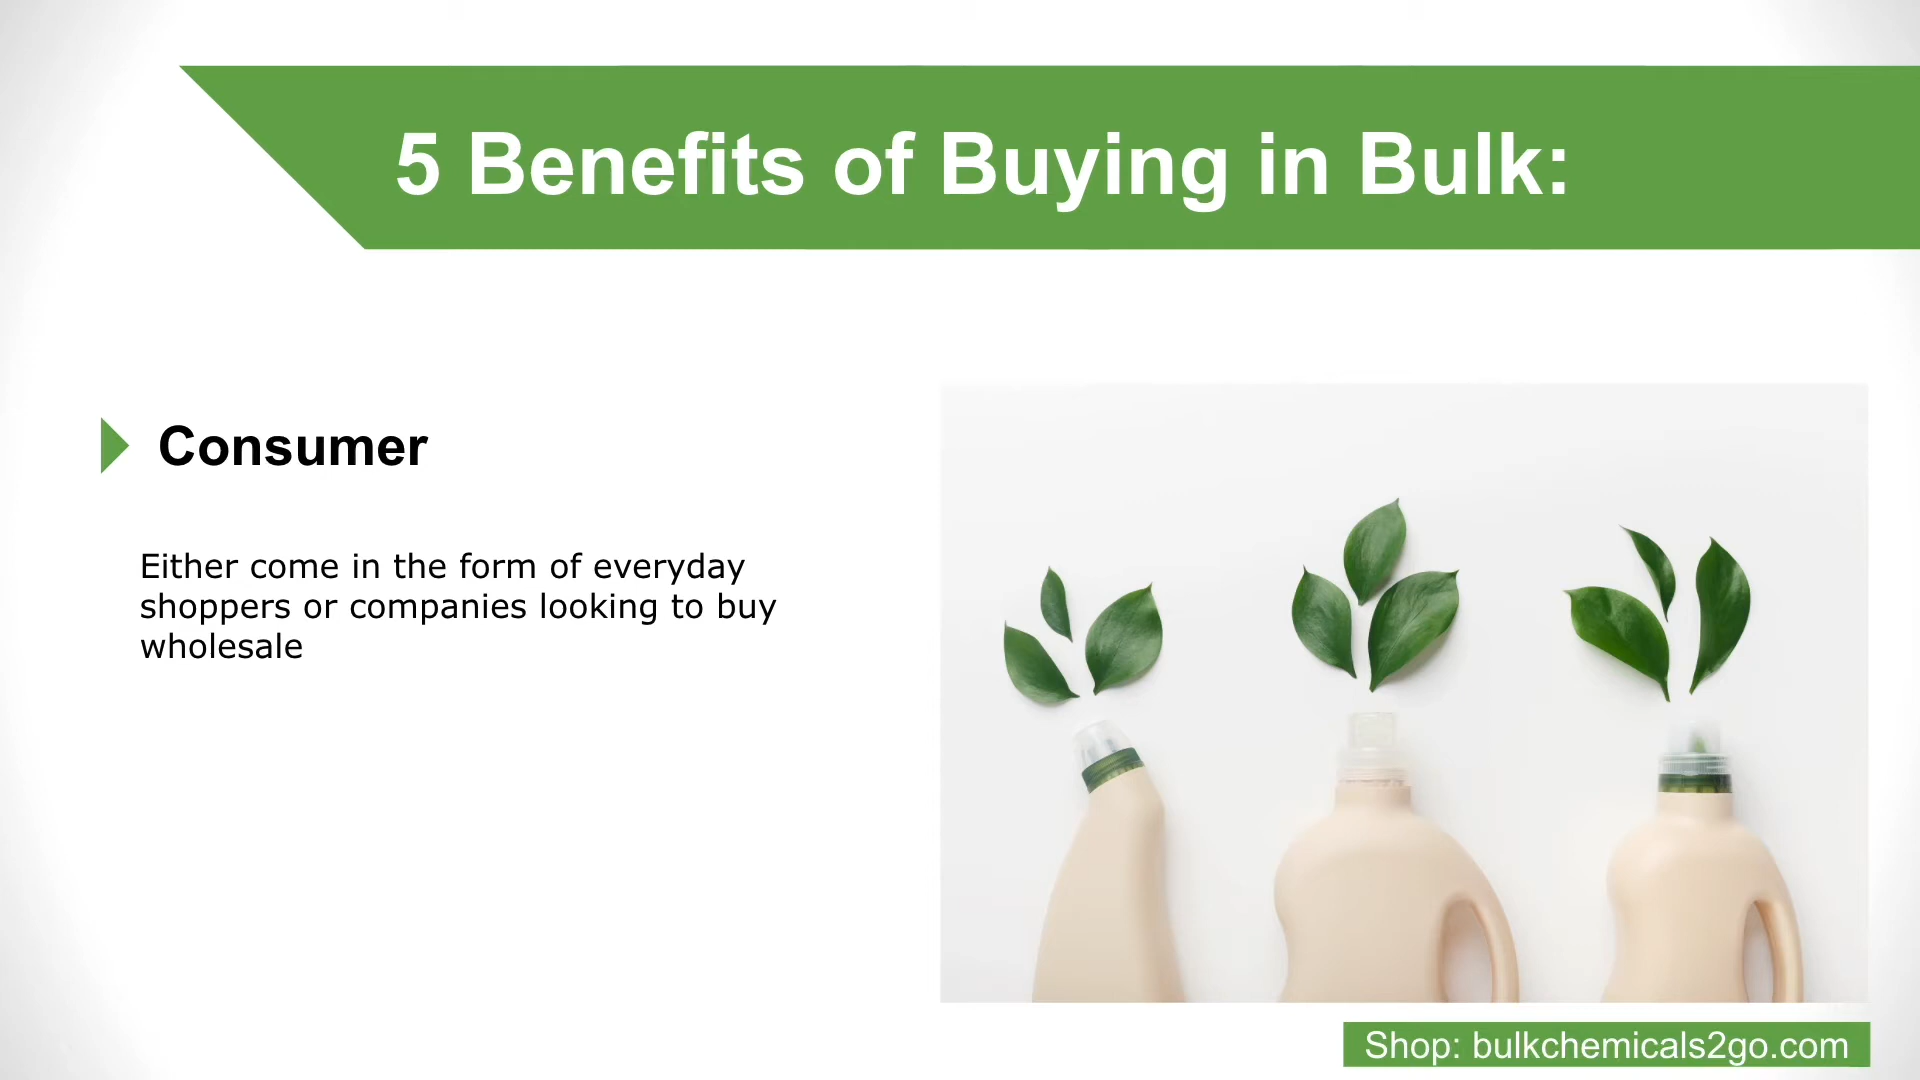 5 Benefits of Buying in Bulk:
Consumer
Either come in the form of everyday
shoppers or companies looking to buy
wholesale
Shop: bulkchemicals2go.com